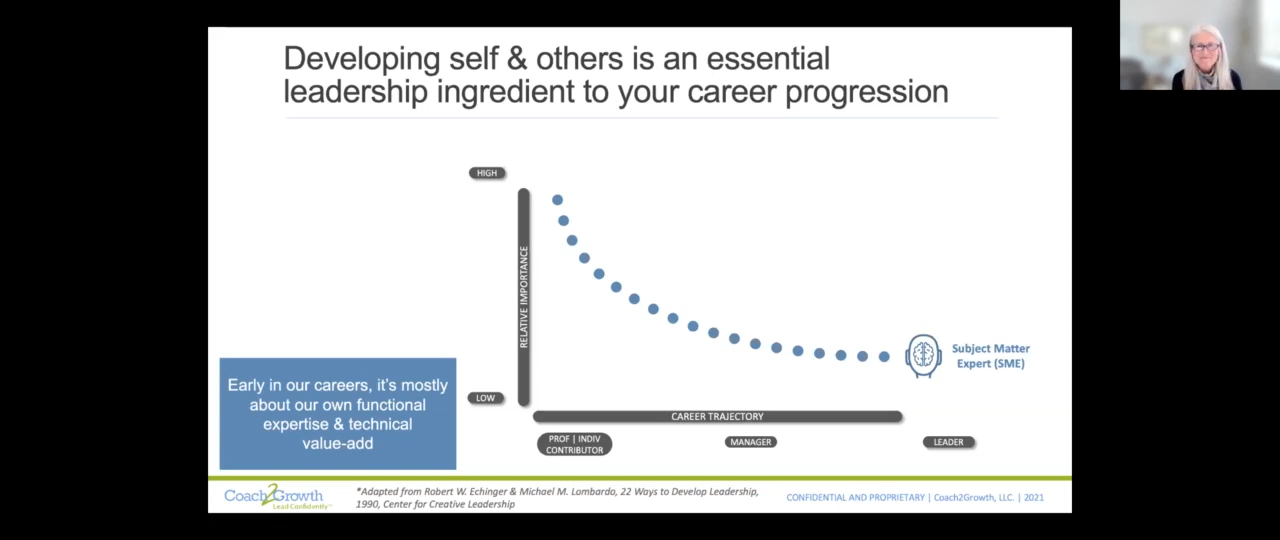 Developing self & others is an essential
leadership ingredient to your career progression
HIGH
RELATIVE IMPORTANCE
LOW
Subject Matter
Expert (SME)
Early in our careers, it's mostly
about our own functional
expertise & technical
value-add
CAREER TRAJECTORY
PROF | INDIV
CONTRIBUTOR
MANAGER
LEADER
Coach2Growth
Lead Confidently™
*Adapted from Robert W. Echinger & Michael M. Lombardo, 22 Ways to Develop Leadership,
1990, Center for Creative Leadership
CONFIDENTIAL AND PROPRIETARY | Coach2Growth, LLC. | 2021